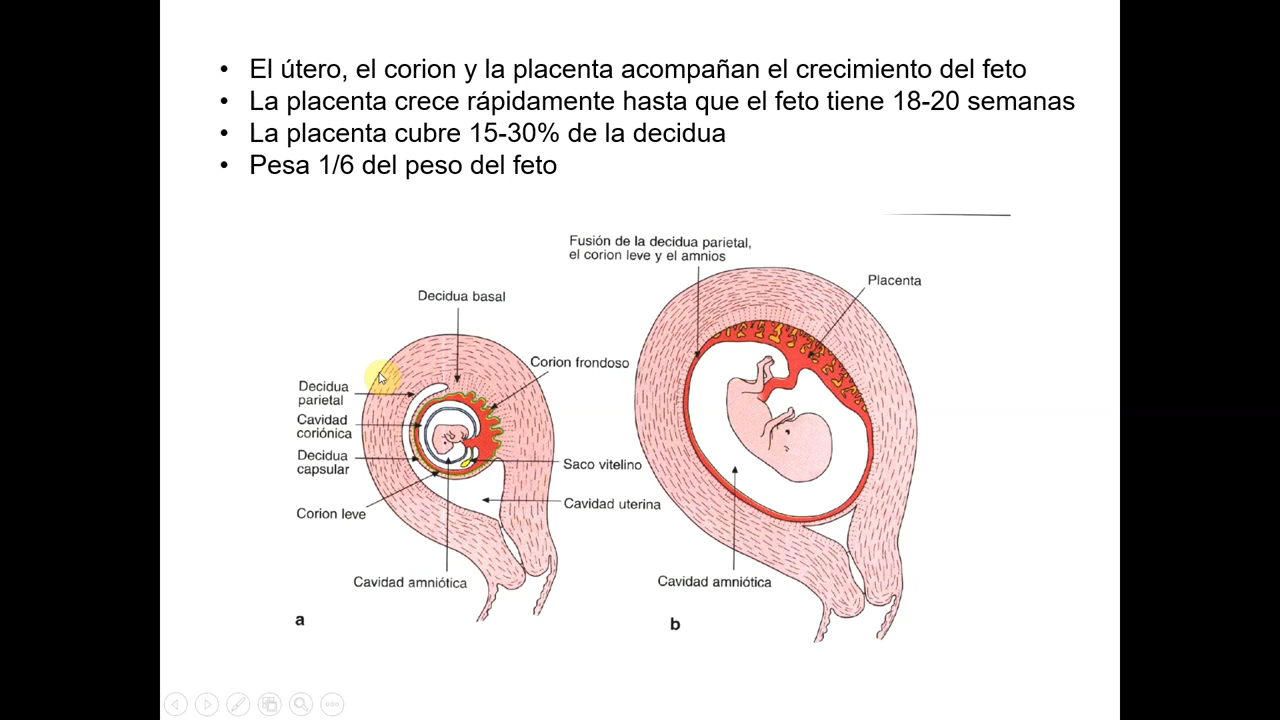 • El útero, el corion y la placenta acompañan el crecimiento del feto
• La placenta crece rápidamente hasta que el feto tiene 18-20 semanas
• La placenta cubre 15-30% de la decidua
• Pesa 1/6 del peso del feto
Fusión de la decidua parietal,
el corion leve y el amnios
Placenta
Decidua basal
Corion frondoso
Decidua
parietal
Cavidad
coriónica
Decidua
capsular
Saco vitelino
Cavidad uterina
Corion leve
Cavidad amniótica
Cavidad amniótica
a
b